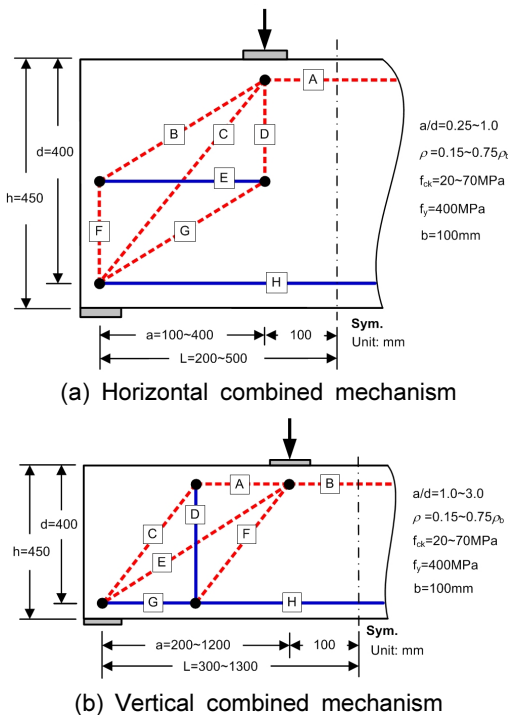 A
B
C
D
d=400
h=450
E
F
G
H
a/d=0.25~1.0
ρ=0.15~0.75ρb
fck=20~70MPa
fy=400MPa
b=100mm
a=100~400
100
Sym.
L=200~500
Unit: mm
(a) Horizontal combined mechanism
A
B
d=400
h=450
C
D
E
F
G
H
a/d=1.0~3.0
ρ=0.15~0.75ρb
fck=20~70MPa
fy=400MPa
b=100mm
a=200~1200
100
Sym.
L=300~1300
Unit: mm
(b) Vertical combined mechanism